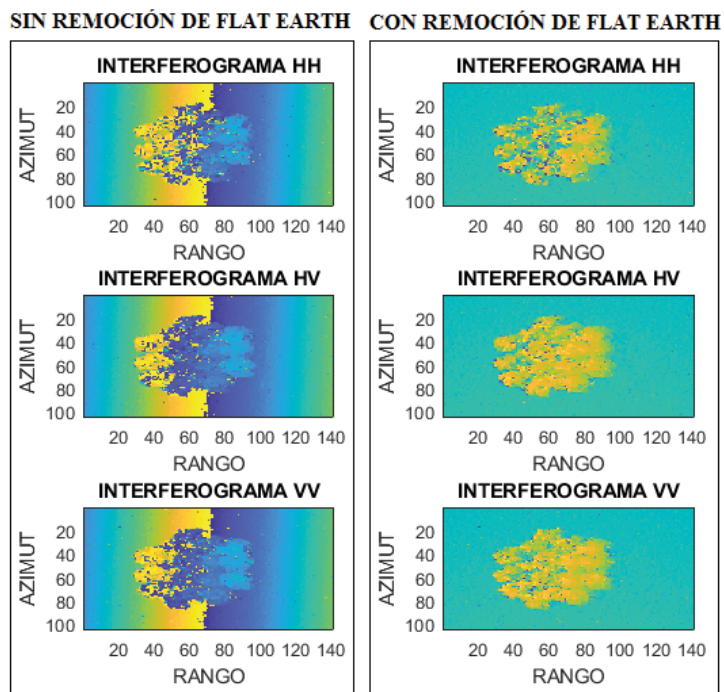 SIN REMOCIÓN DE FLAT EARTH
INTERFEROGRAMA HH
AZIMUT
20
40
60
80
100
20 40 60 80 100 120 140
RANGO
INTERFEROGRAMA HV
AZIMUT
20
40
60
80
100
20 40 60 80 100 120 140
RANGO
INTERFEROGRAMA VV
AZIMUT
20
40
60
80
100
20 40 60 80 100 120 140
RANGO
CON REMOCIÓN DE FLAT EARTH
INTERFEROGRAMA HH
AZIMUT
20
40
60
80
100
20 40 60 80 100 120 140
RANGO
INTERFEROGRAMA HV
AZIMUT
20
40
60
80
100
20 40 60 80 100 120 140
RANGO
INTERFEROGRAMA VV
AZIMUT
20
40
60
80
100
20 40 60 80 100 120 140
RANGO